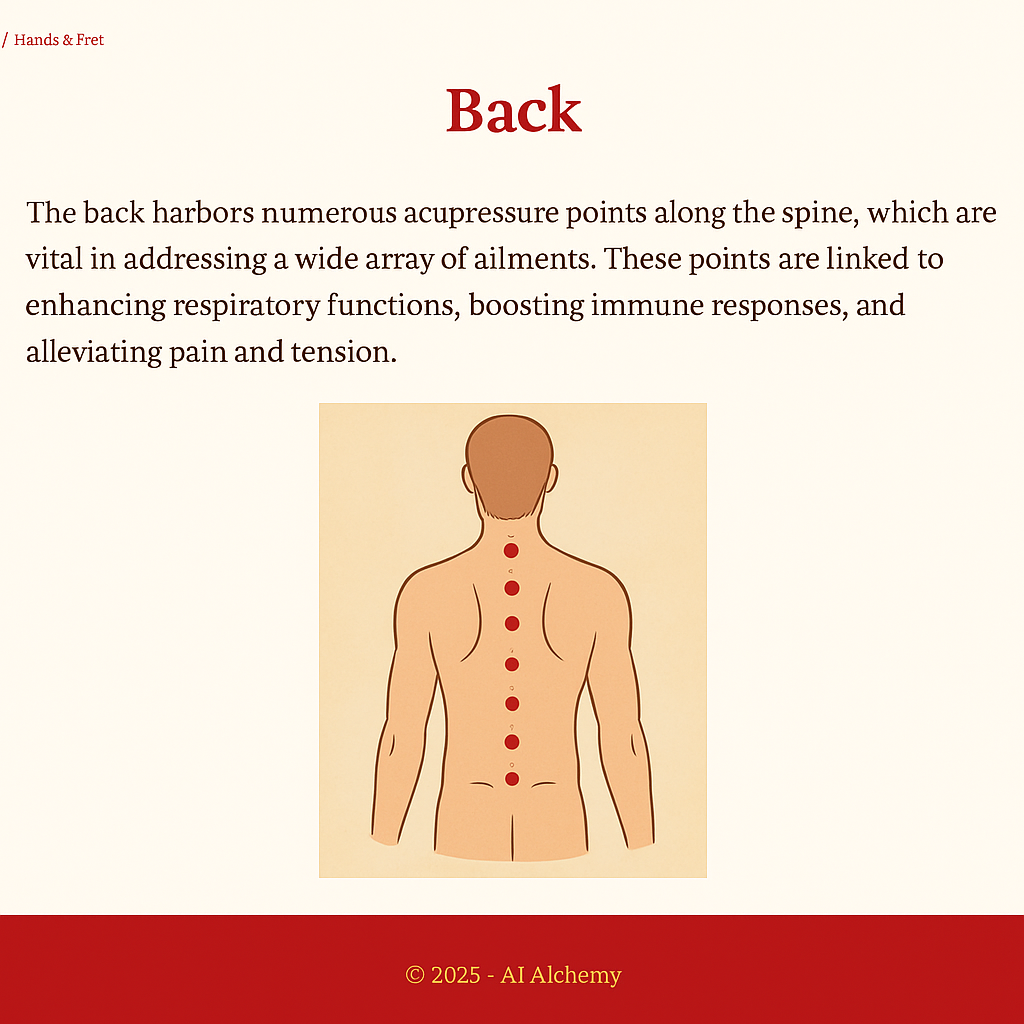 / Hands & Fret
Back
The back harbors numerous acupressure points along the spine, which are
vital in addressing a wide array of ailments. These points are linked to
enhancing respiratory functions, boosting immune responses, and
alleviating pain and tension.
© 2025 - AI Alchemy